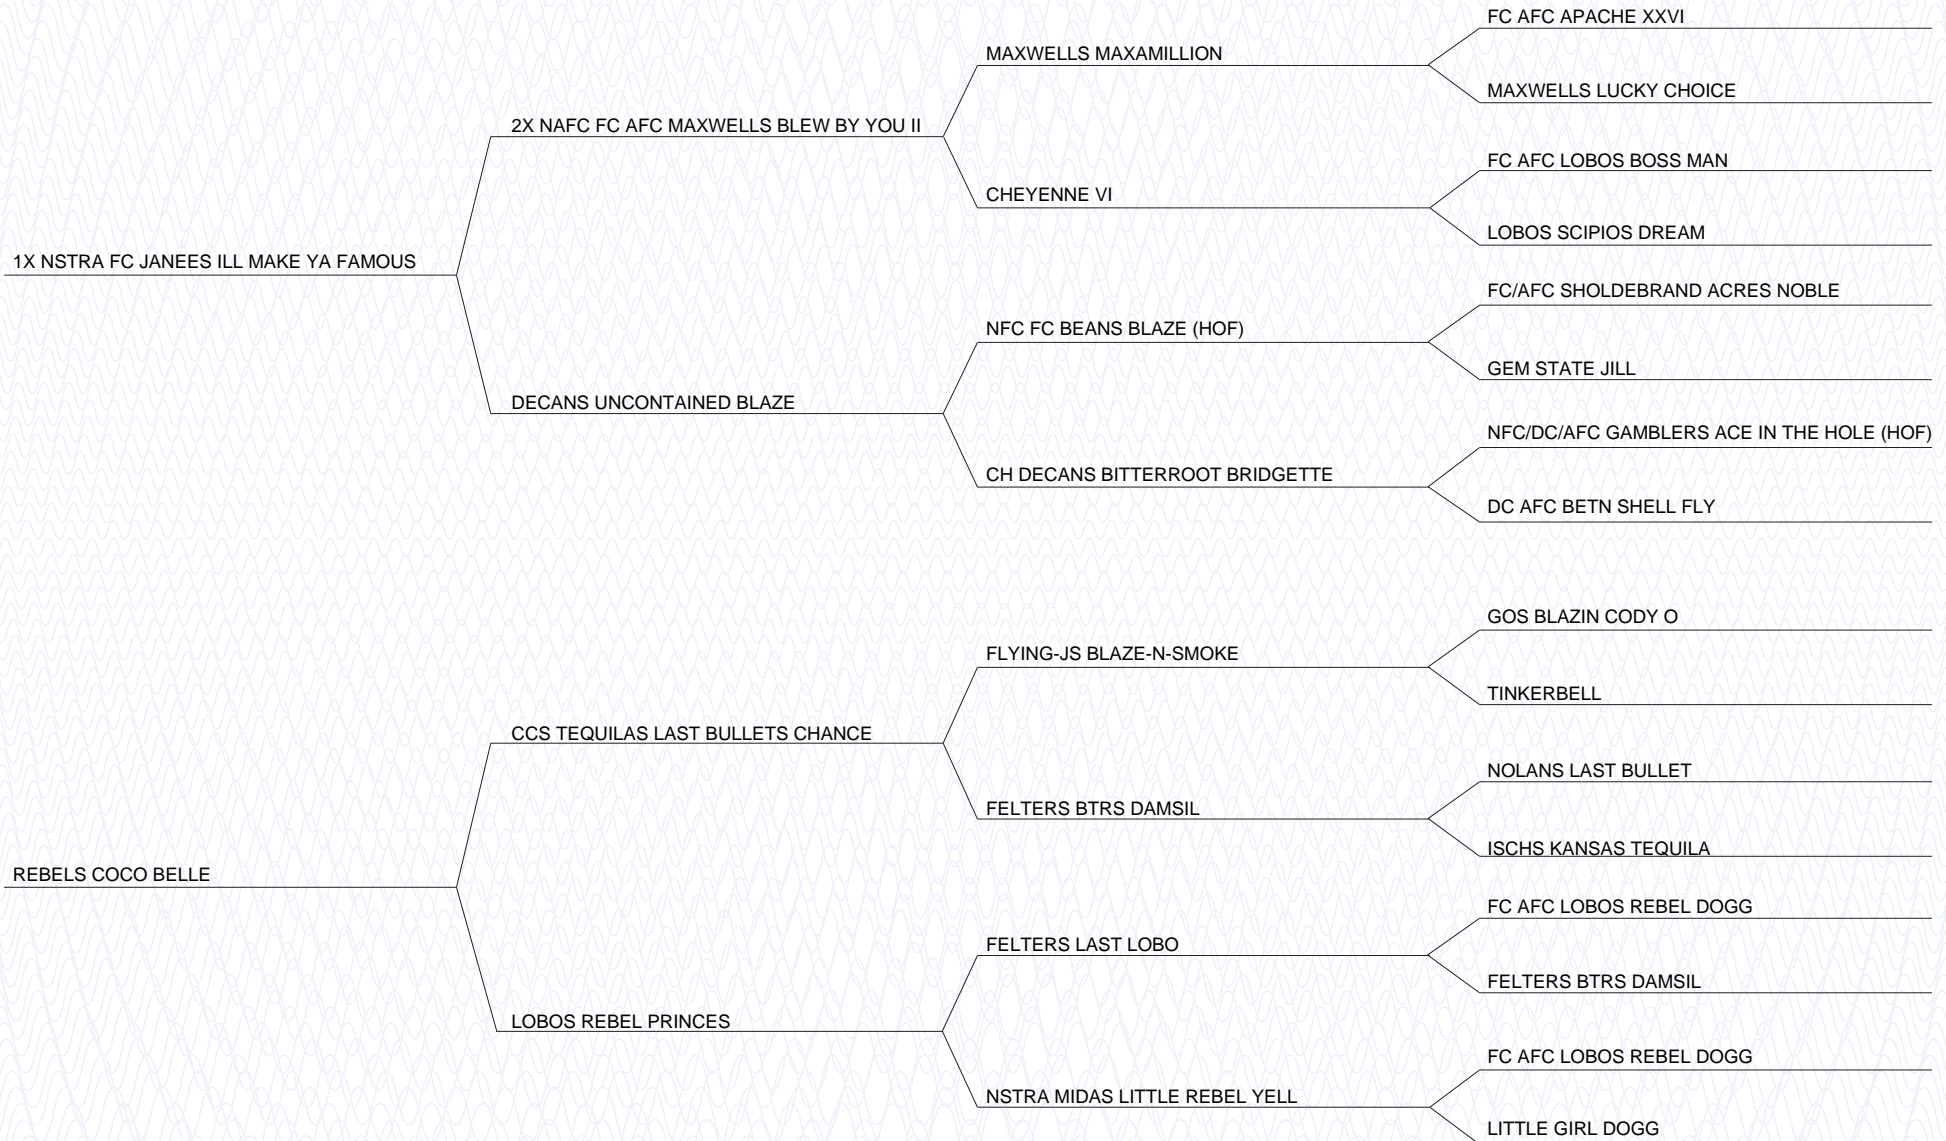 FC AFC APACHE XXVI
MAXWELLS MAXAMILLION
MAXWELLS LUCKY CHOICE
2X NAFC FC AFC MAXWELLS BLEW BY YOU II
FC AFC LOBOS BOSS MAN
CHEYENNE VI
LOBOS SCIPIOS DREAM
1X NSTRA FC JANEES ILL MAKE YA FAMOUS
FC/AFC SHOLDEBRAND ACRES NOBLE
NFC FC BEANS BLAZE (HOF)
GEM STATE JILL
DECANS UNCONTAINED BLAZE
NFC/DC/AFC GAMBLERS ACE IN THE HOLE (HOF)
CH DECANS BITTERROOT BRIDGETTE
DC AFC BETN SHELL FLY
GOS BLAZIN CODY O
FLYING-JS BLAZE-N-SMOKE
TINKERBELL
CCS TEQUILAS LAST BULLETS CHANCE
NOLANS LAST BULLET
FELTERS BTRS DAMSIL
ISCHS KANSAS TEQUILA
REBELS COCO BELLE
FC AFC LOBOS REBEL DOGG
FELTERS LAST LOBO
FELTERS BTRS DAMSIL
LOBOS REBEL PRINCES
FC AFC LOBOS REBEL DOGG
NSTRA MIDAS LITTLE REBEL YELL
LITTLE GIRL DOGG